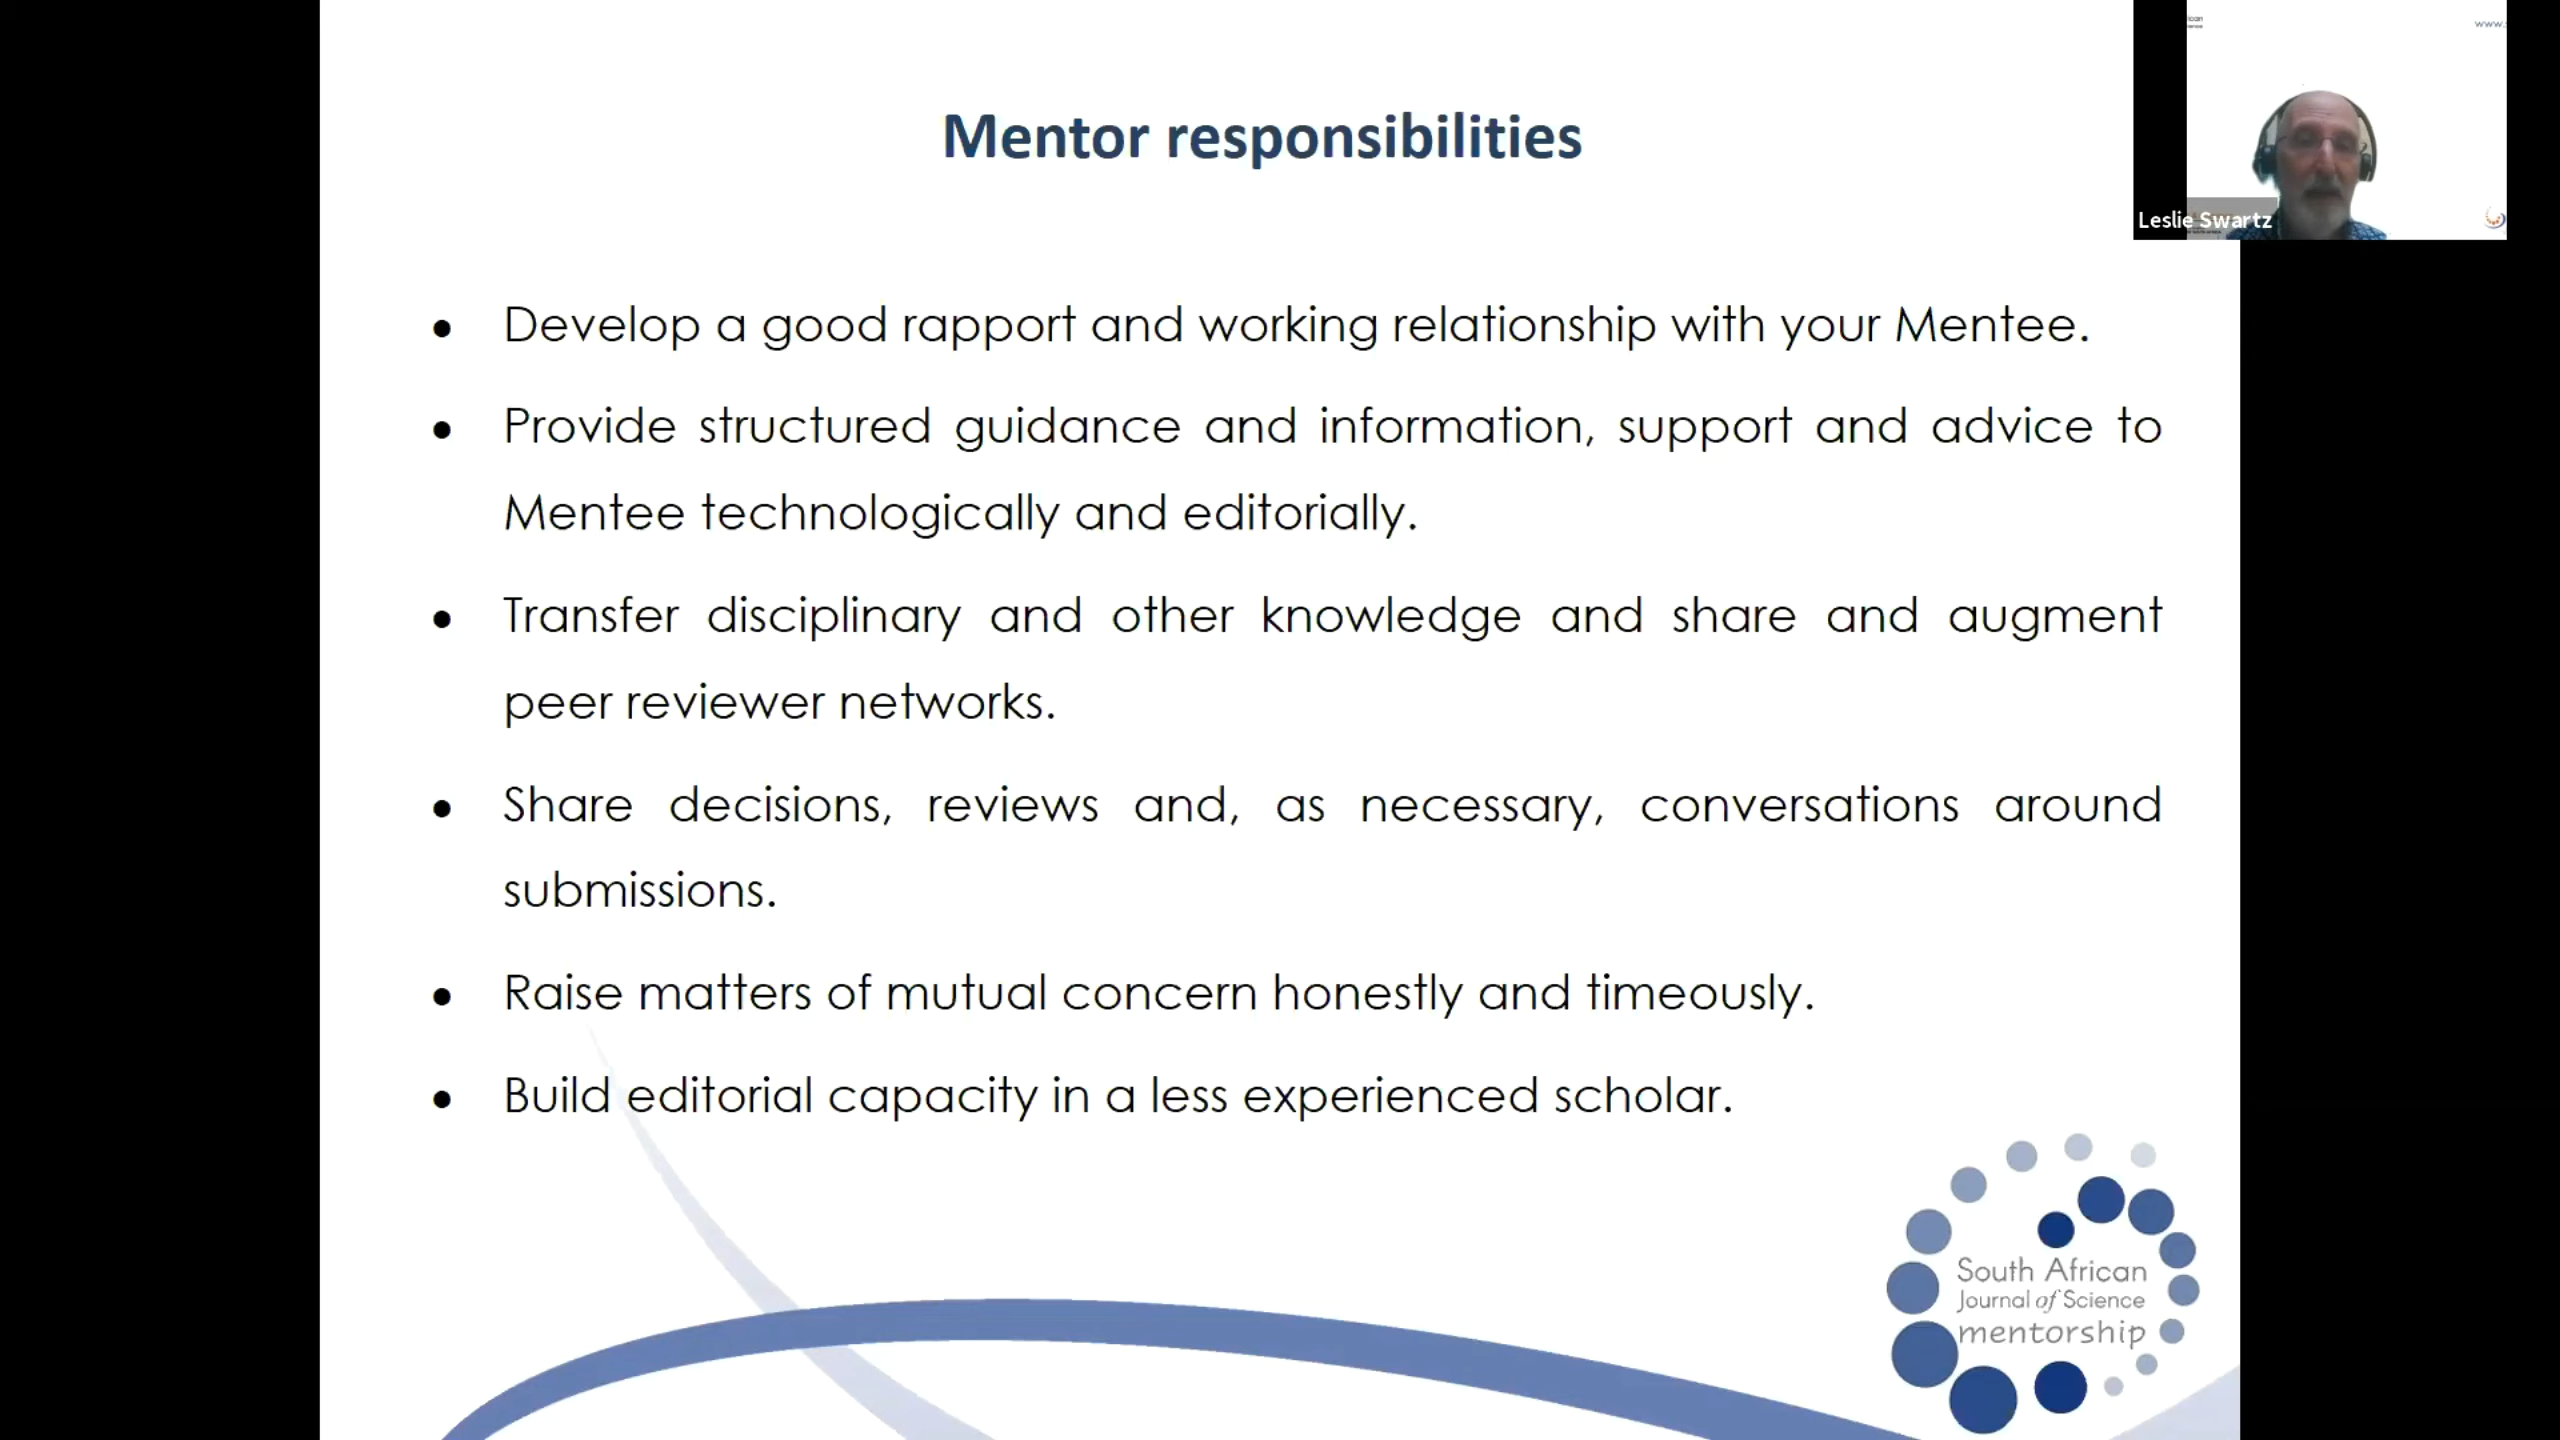 Mentor responsibilities
www.
Leslie Swartz
• Develop a good rapport and working relationship with your Mentee.
• Provide structured guidance and information, support and advice to
Mentee technologically and editorially.
• Transfer disciplinary and other knowledge and share and augment
peer reviewer networks.
• Share decisions, reviews and, as necessary, conversations around
submissions.
• Raise matters of mutual concern honestly and timeously.
• Build editorial capacity in a less experienced scholar.
South African
Journal of Science
mentorship